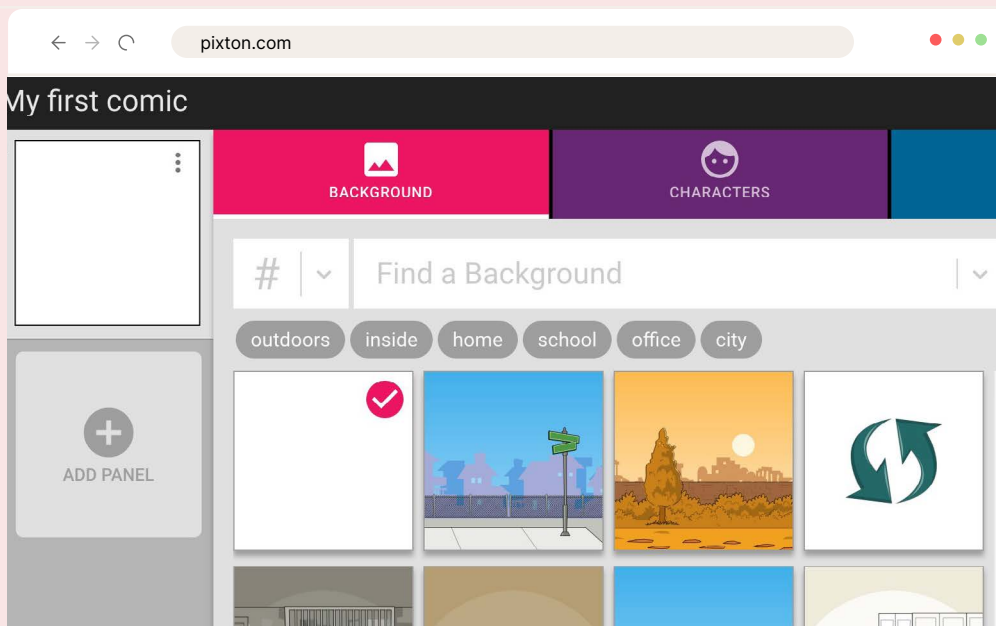 pixton.com
My first comic
BACKGROUND
CHARACTERS
# Find a Background
outdoors inside home school office city
ADD PANEL